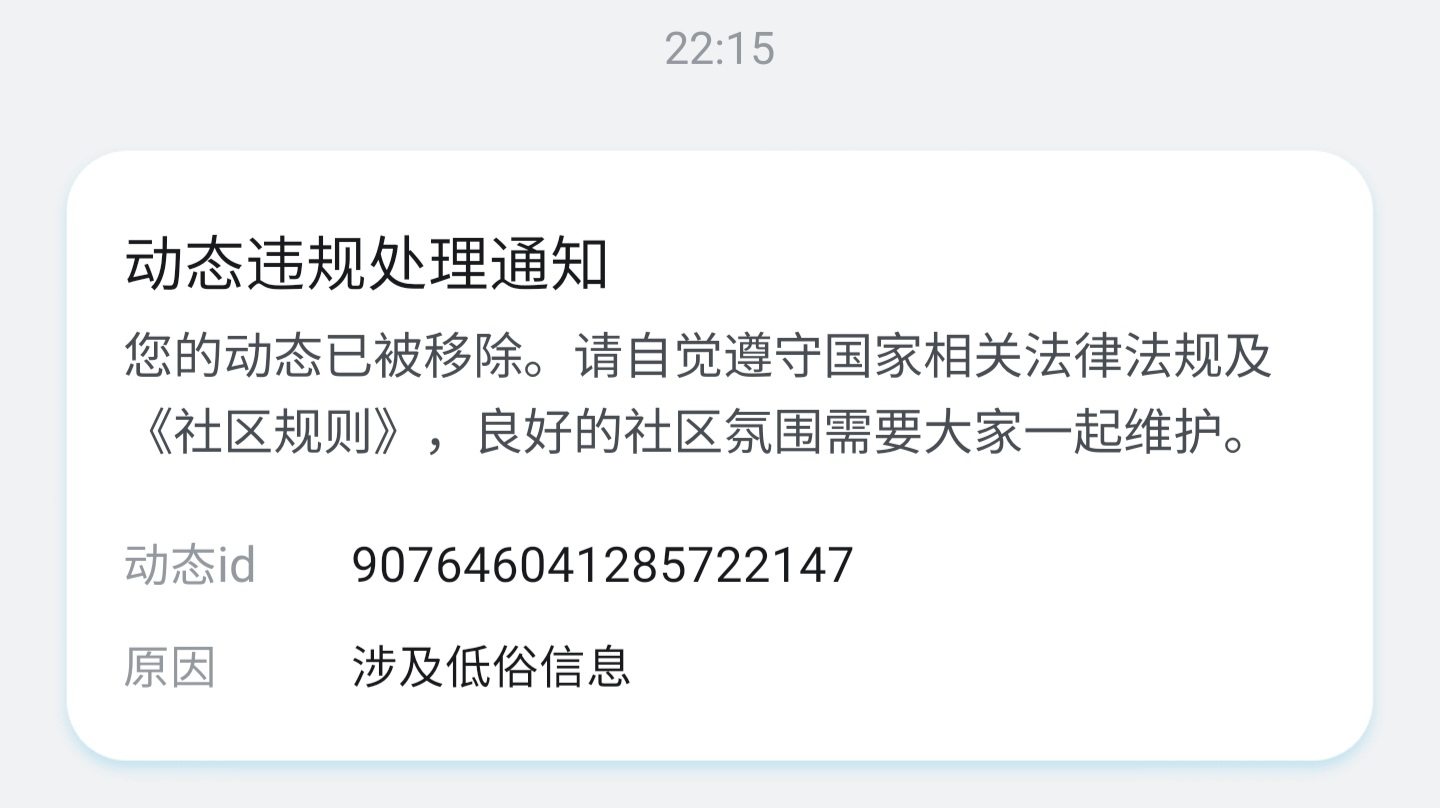 22:15
动态违规处理通知
您的动态已被移除。请自觉遵守国家相关法律法规及
《社区规则》，良好的社区氛围需要大家一起维护。
动态id 907646041285722147
原因 涉及低俗信息